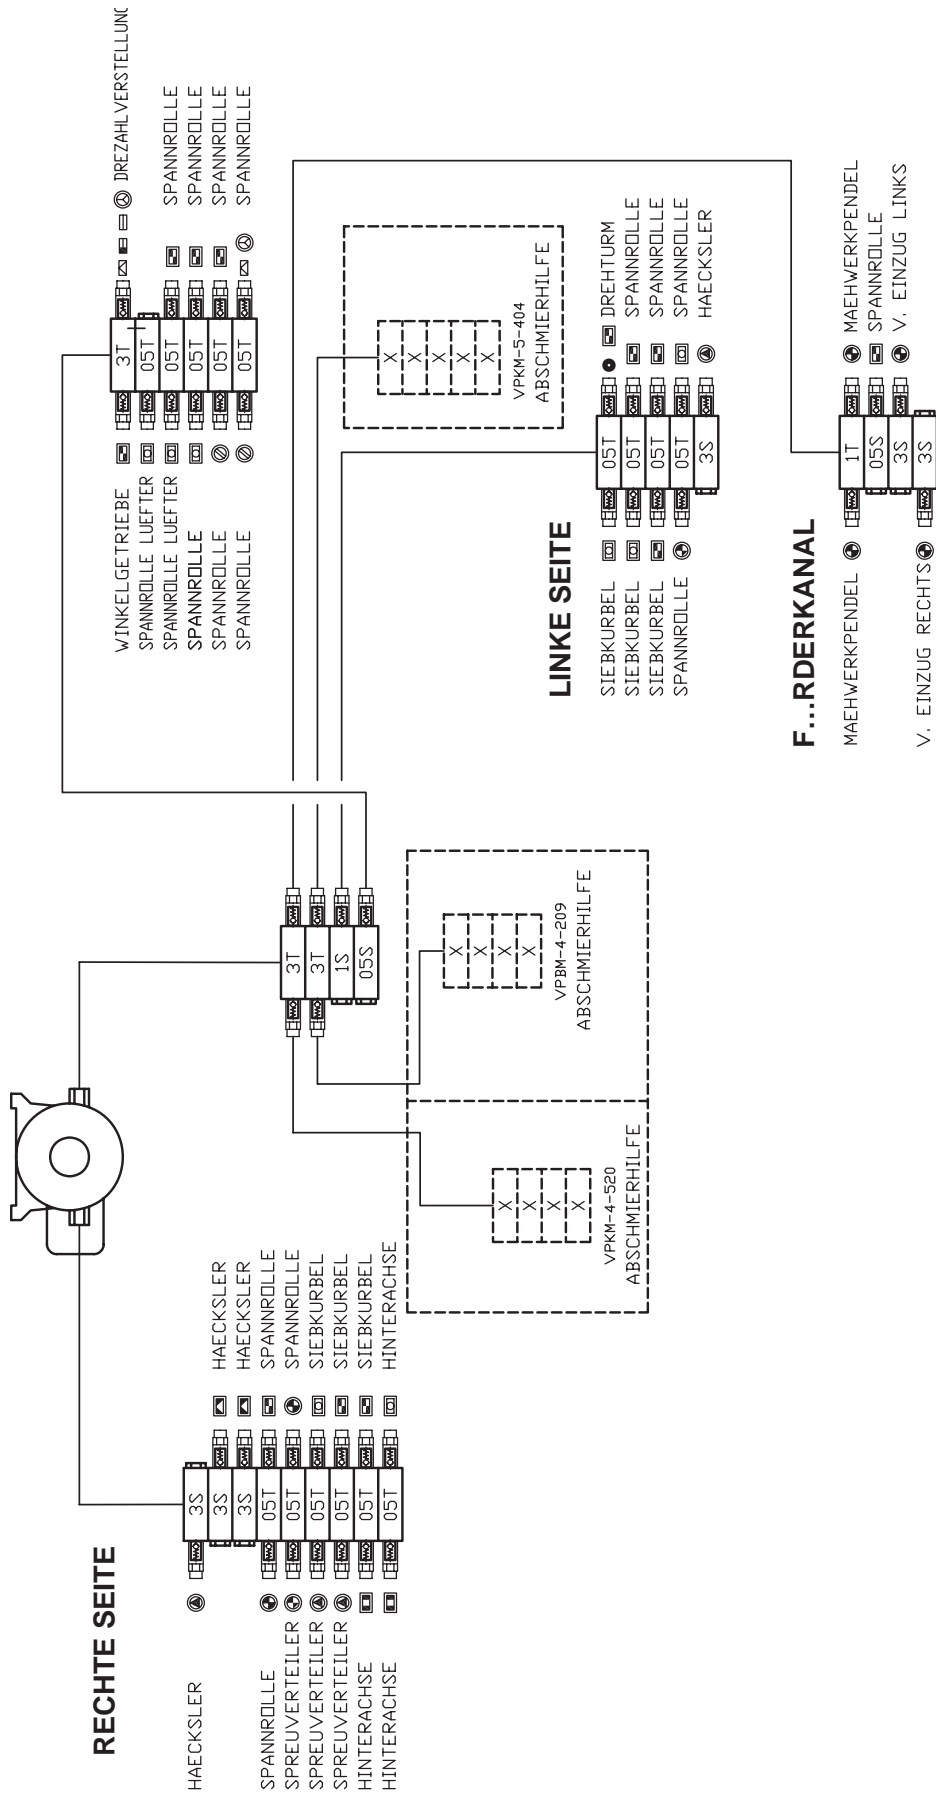 RECHTE SEITE
HAECKSLER
SPANNROLLE
SPREUVERTEILER
SPREUVERTEILER
SPREUVERTEILER
HINTERACHSE
HINTERACHSE
3S
3S
3S
05T
05T
05T
05T
05T
05T
HAECKSLER
HAECKSLER
SPANNROLLE
SPANNROLLE
SIEBKURBEL
SIEBKURBEL
SIEBKURBEL
HINTERACHSE
X
X
X
X
VPKM-4-520
ABSCHMIERHILFE
3T
3T
1S
05S
X
X
X
X
VPBM-4-209
ABSCHMIERHILFE
WINKELGETRIEBE
SPANNROLLE LUEFTER
SPANNROLLE LUEFTER
SPANNROLLE
SPANNROLLE
SPANNROLLE
3T
05T
05T
05T
05T
05T
DREZAHLVERSTELLUNG
SPANNROLLE
SPANNROLLE
SPANNROLLE
SPANNROLLE
X
X
X
X
X
VPKM-5-404
ABSCHMIERHILFE
LINKE SEITE
SIEBKURBEL
SIEBKURBEL
SIEBKURBEL
SPANNROLLE
05T
05T
05T
05T
3S
DREHTURM
SPANNROLLE
SPANNROLLE
SPANNROLLE
HAECKSLER
F...RDERKANAL
MAEHWERKPENDEL
V. EINZUG RECHTS
1T
05S
3S
3S
MAEHWERKPENDEL
SPANNROLLE
V. EINZUG LINKS